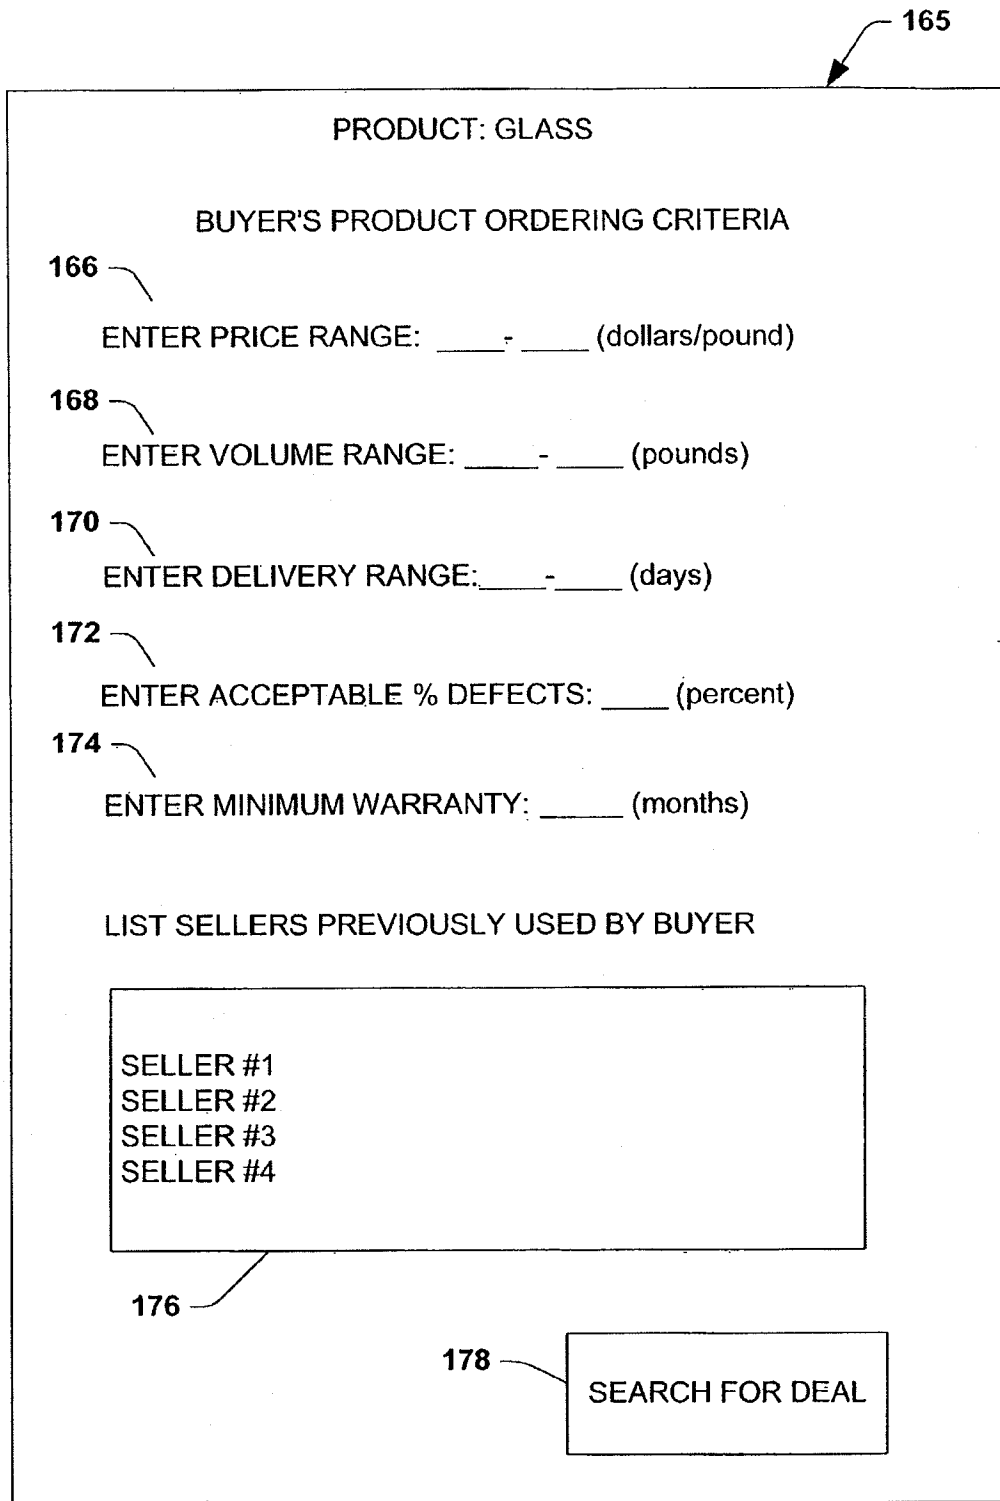 165
PRODUCT: GLASS
BUYER'S PRODUCT ORDERING CRITERIA
166
ENTER PRICE RANGE: ____- ____ (dollars/pound)
168
ENTER VOLUME RANGE: ____- ____ (pounds)
170
ENTER DELIVERY RANGE:____-____ (days)
172
ENTER ACCEPTABLE % DEFECTS: ____ (percent)
174
ENTER MINIMUM WARRANTY: _____ (months)
LIST SELLERS PREVIOUSLY USED BY BUYER
SELLER #1
SELLER #2
SELLER #3
SELLER #4
176
178
SEARCH FOR DEAL